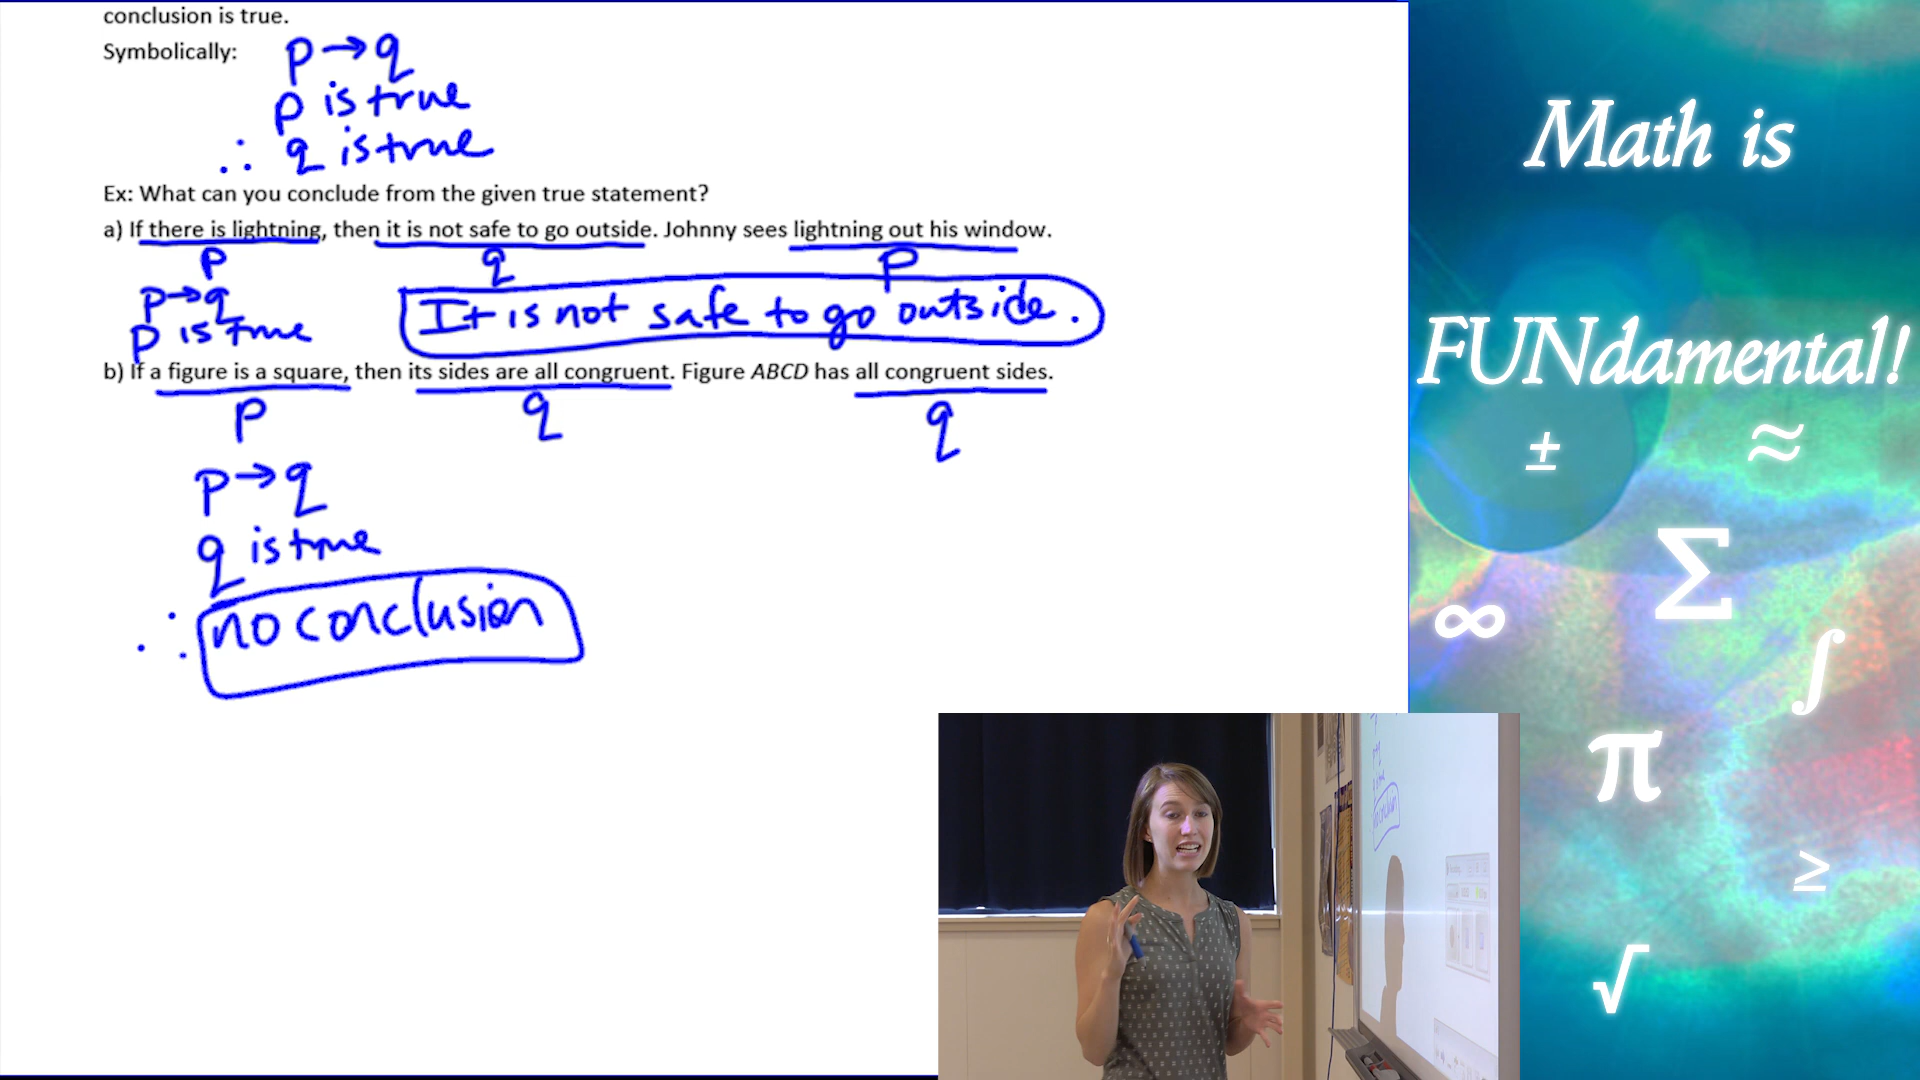 conclusion is true.
Symbolically: p → q
p is true
∴ q is true
Ex: What can you conclude from the given true statement?
a) If there is lightning, then it is not safe to go outside. Johnny sees lightning out his window.
p q p
p → q
p is true
It is not safe to go outside.
b) If a figure is a square, then its sides are all congruent. Figure ABCD has all congruent sides.
p q q
p → q
q is true
∴ no conclusion
Math is
FUNdamental!
± ≈
Σ
∞
∫
π
≥
√